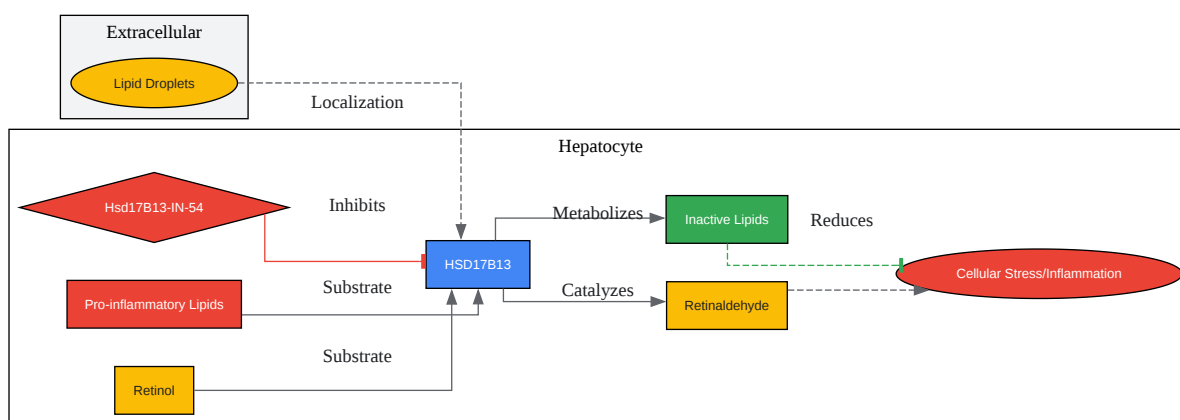 Extracellular
Lipid Droplets
Localization
Hepatocyte
Hsd17B13-IN-54
Inhibits
Metabolizes
Inactive Lipids
Reduces
HSD17B13
Cellular Stress/Inflammation
Pro-inflammatory Lipids
Substrate
Catalyzes
Retinaldehyde
Substrate
Retinol